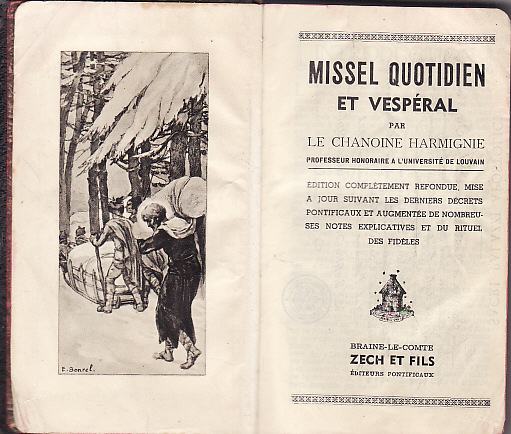 E. Bonsel.
MISSEL QUOTIDIEN
ET VESPÉRAL
PAR
LE CHANOINE HARMIGNIE
PROFESSEUR HONORAIRE A L'UNIVERSITÉ DE LOUVAIN
ÉDITION COMPLÈTEMENT REFONDUE, MISE
A JOUR SUIVANT LES DERNIERS DÉCRETS
PONTIFICAUX ET AUGMENTÉE DE NOMBREU-
SES NOTES EXPLICATIVES ET DU RITUEL
DES FIDÈLES
BRAINE-LE-COMTE
ZECH ET FILS
ÉDITEURS PONTIFICAUX